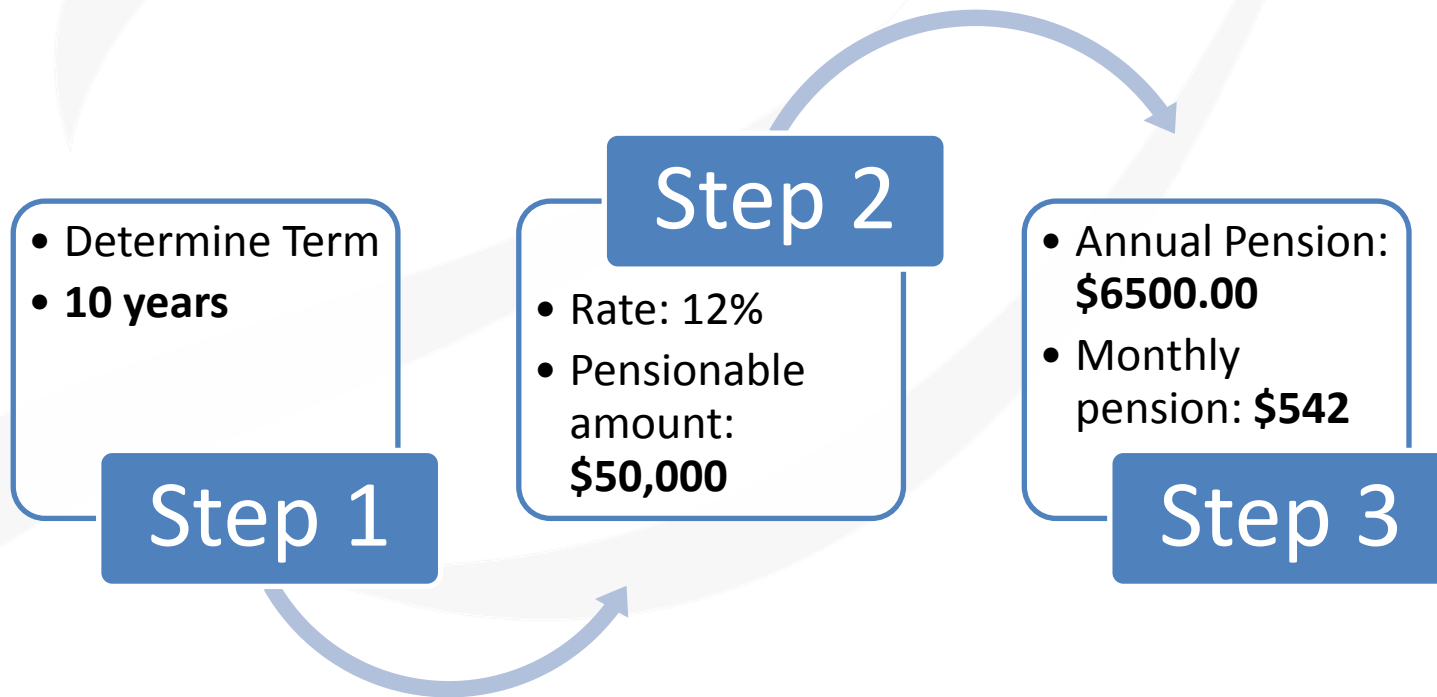 • Determine Term
• 10 years
Step 1
Step 2
• Rate: 12%
• Pensionable
amount:
$50,000
• Annual Pension:
$6500.00
• Monthly
pension: $542
Step 3